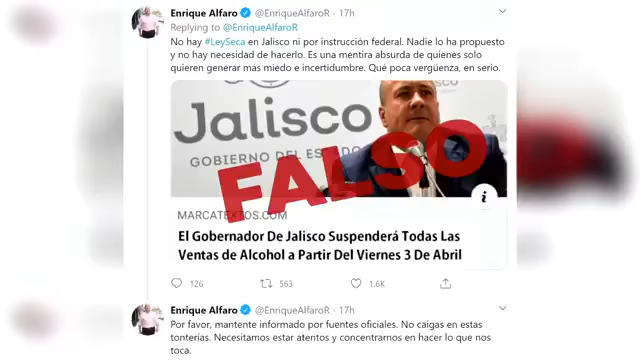 Enrique Alfaro @EnriqueAlfaroR · 17h
Replying to @EnriqueAlfaroR
No hay #LeySeca en Jalisco ni por instrucción federal. Nadie lo ha propuesto
y no hay necesidad de hacerlo. Es una mentira absurda de quienes solo
quieren generar más miedo e incertidumbre. Qué poca vergüenza, en serio.
Jalisco
GOBIERNO DEL ESTADO
FALSO
MARCATEXTOS.COM
El Gobernador De Jalisco Suspenderá Todas Las
Ventas de Alcohol a Partir Del Viernes 3 De Abril
126 563 1.6K
Enrique Alfaro @EnriqueAlfaroR · 17h
Por favor, mantente informado por fuentes oficiales. No caigas en estas
tonterías. Necesitamos estar atentos y concentrarnos en hacer lo que nos
toca.